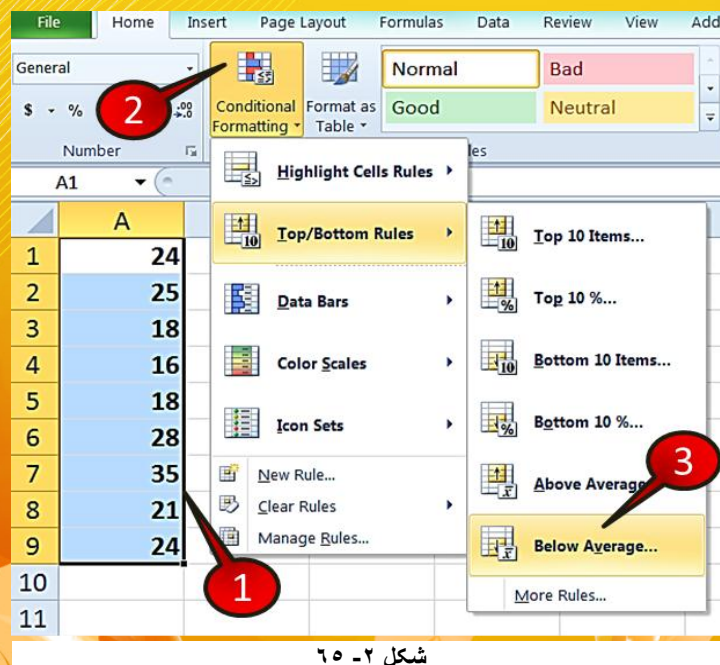 File Home Insert Page Layout Formulas Data Review View Add
General
Normal Bad
$ % 2 .00 →.0 Conditional Formatting Format as Table Good Neutral
Number les
A1
Highlight Cells Rules
Top/Bottom Rules
Data Bars
Color Scales
Icon Sets
New Rule...
Clear Rules
Manage Rules...
Top 10 Items...
Top 10 %...
Bottom 10 Items...
Bottom 10 %...
3
Above Average
Below Average...
More Rules...
A
1 24
2 25
3 18
4 16
5 18
6 28
7 35
8 21
9 24
1
10
11
شكل ٢- ٦٥